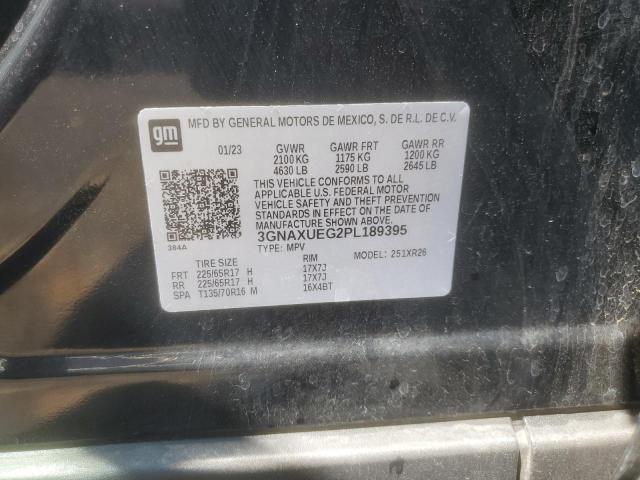 gm
MFD BY GENERAL MOTORS DE MEXICO, S. DE R.L. DE C.V.
01/23 GVWR GAWR FRT GAWR RR
2100 KG 1175 KG 1200 KG
4630 LB 2590 LB 2645 LB
THIS VEHICLE CONFORMS TO ALL
APPLICABLE U.S. FEDERAL MOTOR
VEHICLE SAFETY AND THEFT PREVENTION
STANDARDS IN EFFECT ON THE DATE OF
MANUFACTURE SHOWN ABOVE.
3GNAXUEG2PL189395
384A
TYPE: MPV MODEL: 251XR26
TIRE SIZE RIM
FRT 225/65R17 H 17X7J
RR 225/65R17 H 17X7J
SPA T135/70R16 M 16X4BT